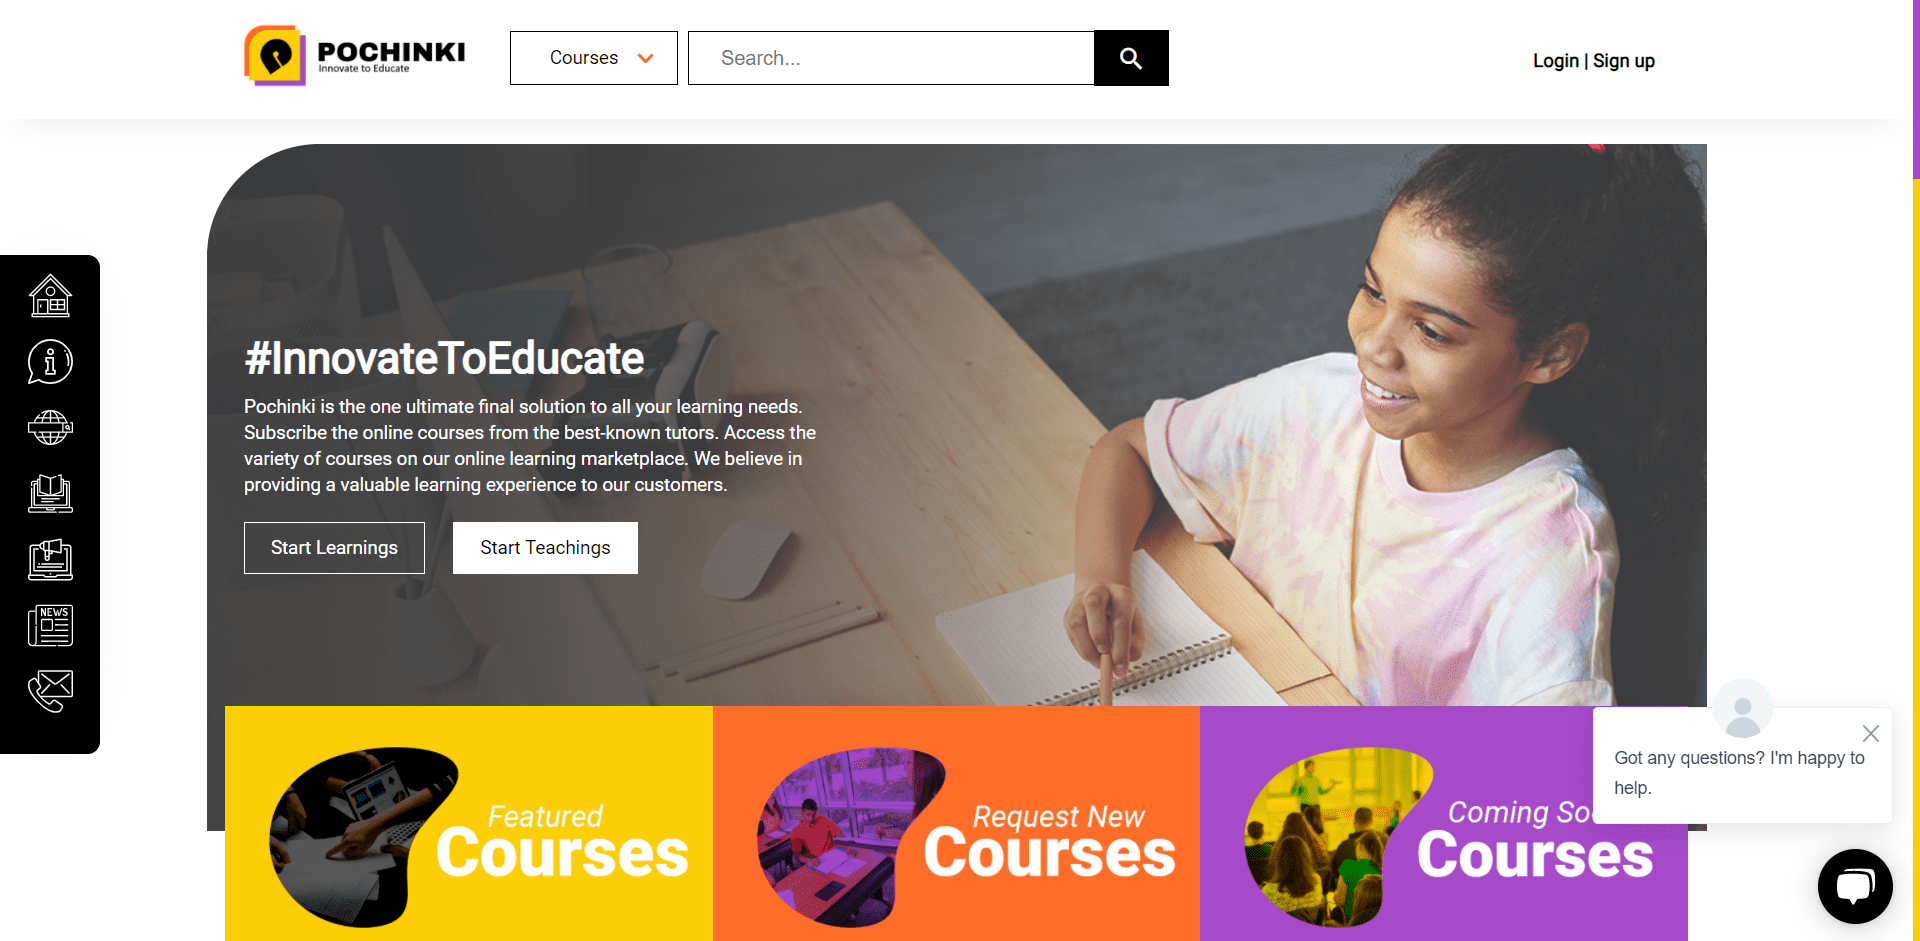 POCHINKI
Innovate to Educate
Courses
Search...
Login | Sign up
#InnovateToEducate
Pochinki is the one ultimate final solution to all your learning needs.
Subscribe the online courses from the best-known tutors. Access the
variety of courses on our online learning marketplace. We believe in
providing a valuable learning experience to our customers.
Start Learnings
Start Teachings
NEWS
Featured
Courses
Request New
Courses
Coming
Courses
Got any questions? I'm happy to
help.